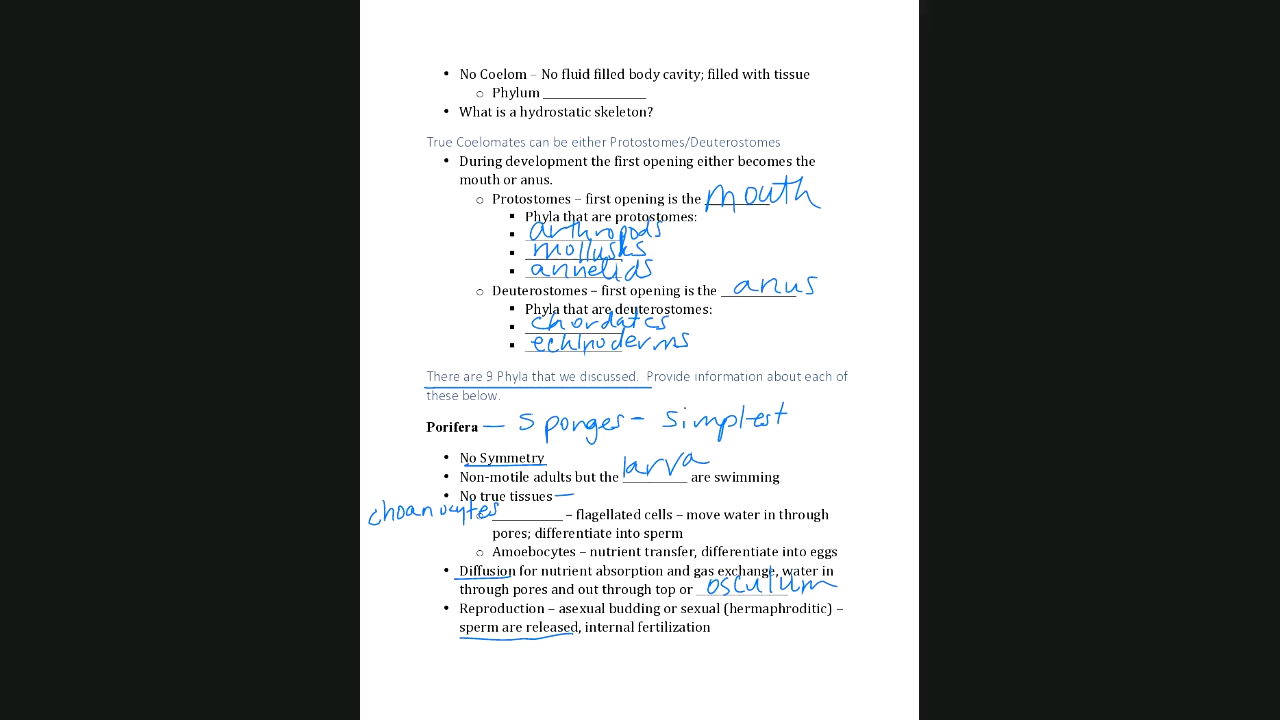 • No Coelom – No fluid filled body cavity; filled with tissue
o Phylum _______________
• What is a hydrostatic skeleton?
True Coelomates can be either Protostomes/Deuterostomes
• During development the first opening either becomes the
mouth or anus.
o Protostomes – first opening is the mouth
▪ Phyla that are protostomes:
▪ arthropods
▪ mollusks
▪ annelids
o Deuterostomes – first opening is the anus
▪ Phyla that are deuterostomes:
▪ chordates
▪ echinoderms
There are 9 Phyla that we discussed. Provide information about each of
these below.
Porifera — sponges - simplest
• No Symmetry
• Non-motile adults but the larva are swimming
• No true tissues —
choanocytes o __________ – flagellated cells – move water in through
pores; differentiate into sperm
o Amoebocytes – nutrient transfer, differentiate into eggs
• Diffusion for nutrient absorption and gas exchange, water in
through pores and out through top or osculum
• Reproduction – asexual budding or sexual (hermaphroditic) –
sperm are released, internal fertilization